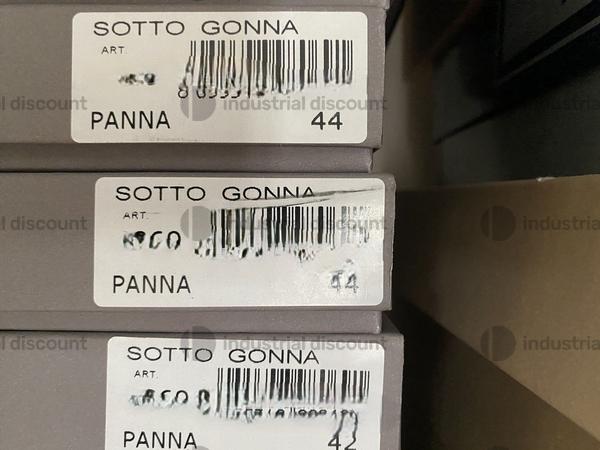 SOTTO GONNA
ART.
PANNA 44
SOTTO GONNA
ART.
PANNA 44
SOTTO GONNA
ART.
PANNA 42
industrial discount